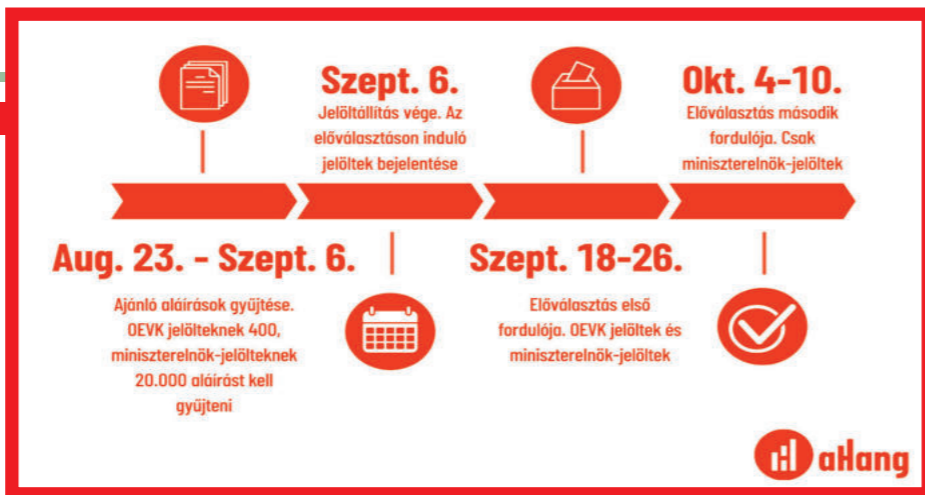 Szept. 6.
Jelöltállítás vége. Az
előválasztáson induló
jelöltek bejelentése
Okt. 4-10.
Előválasztás második
fordulója. Csak
miniszterelnök-jelöltek
Aug. 23. - Szept. 6.
Ajánló aláírások gyűjtése.
OEVK jelölteknek 400,
miniszterelnök-jelölteknek
20.000 aláírást kell
gyűjteni
Szept. 18-26.
Előválasztás első
fordulója. OEVK jelöltek és
miniszterelnök-jelöltek
aHang